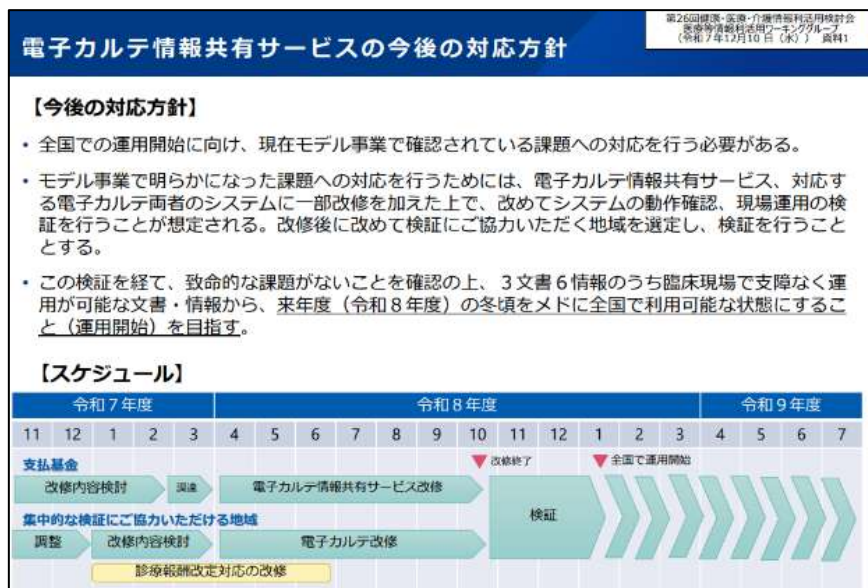 第26回健康・医療・介護情報利活用検討会
医療等情報利活用ワーキンググループ
(令和7年12月10日(水)) 資料1
電子カルテ情報共有サービスの今後の対応方針
【今後の対応方針】
• 全国での運用開始に向け、現在モデル事業で確認されている課題への対応を行う必要がある。
• モデル事業で明らかになった課題への対応を行うためには、電子カルテ情報共有サービス、対応す
る電子カルテ両者のシステムに一部改修を加えた上で、改めてシステムの動作確認、現場運用の検
証を行うことが想定される。改修後に改めて検証にご協力いただく地域を選定し、検証を行うこと
とする。
• この検証を経て、致命的な課題がないことを確認の上、3文書6情報のうち臨床現場で支障なく運
用が可能な文書・情報から、来年度(令和8年度)の冬頃をメドに全国で利用可能な状態にするこ
と(運用開始)を目指す。
【スケジュール】
令和7年度 令和8年度 令和9年度
11 12 1 2 3 4 5 6 7 8 9 10 11 12 1 2 3 4 5 6 7
支払基金 改修終了 全国で運用開始
改修内容検討 調達 電子カルテ情報共有サービス改修
検証
集中的な検証にご協力いただける地域
調整 改修内容検討 電子カルテ改修
診療報酬改定対応の改修